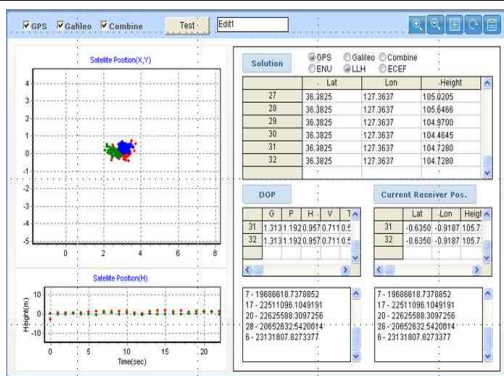 GPS Galileo Combine Test Edit1
Satellite Position(X,Y)
4
3
2
1
0
-1
-2
-3
-4
-5
0 2 4 6 8
Satellite Position(H)
Height(m)
10
0
-10
0 5 10 15 20
Time(sec)
Solution
GPS Galileo Combine
ENU LLH ECEF
Lat Lon Height
27 36.3825 127.3637 105.0205
28 36.3825 127.3637 105.6466
29 36.3825 127.3637 104.9700
30 36.3825 127.3637 104.4645
31 36.3825 127.3637 104.7280
32 36.3825 127.3637 104.7280
DOP
G P H V T
31 1.313 1.192 0.957 0.711 0.5
32 1.313 1.192 0.957 0.711 0.5
Current Receiver Pos.
Lat Lon Heigh
31 -0.6350 -0.9187 105.7
32 -0.6350 -0.9187 105.7
7 - 19686618.7378852
17 - 22511096.1049191
20 - 22625588.3097256
28 - 20652632.5420014
6 - 23131807.8273377
7 - 19686618.7378852
17 - 22511096.1049191
20 - 22625588.3097256
28 - 20652632.5420014
6 - 23131807.8273377